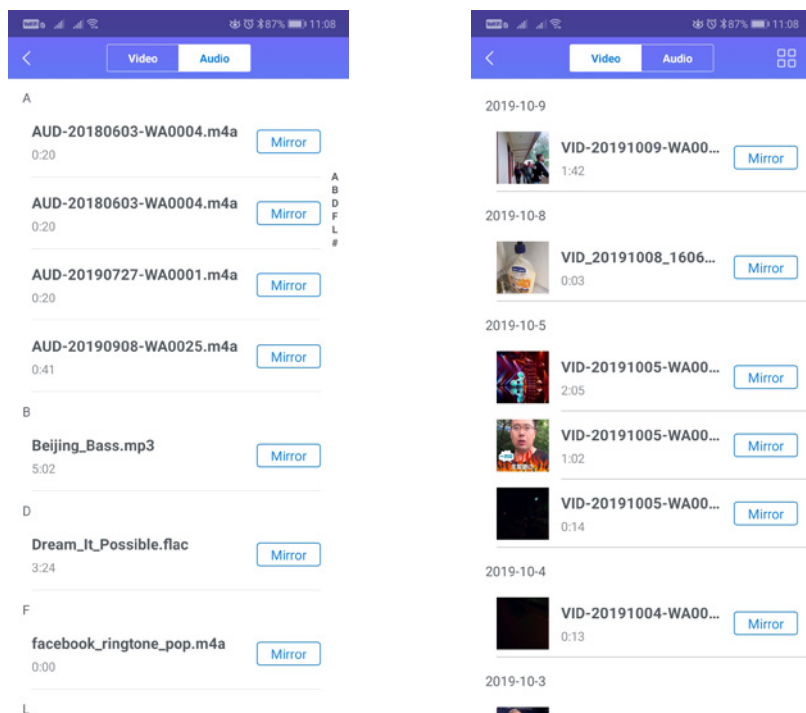 87% 11:08
Video Audio
A
AUD-20180603-WA0004.m4a
0:20
Mirror
AUD-20180603-WA0004.m4a
0:20
Mirror
AUD-20190727-WA0001.m4a
0:20
Mirror
AUD-20190908-WA0025.m4a
0:41
Mirror
A
B
D
F
L
#
B
Beijing_Bass.mp3
5:02
Mirror
D
Dream_It_Possible.flac
3:24
Mirror
F
facebook_ringtone_pop.m4a
0:00
Mirror
L
87% 11:08
Video Audio
2019-10-9
VID-20191009-WA00...
1:42
Mirror
2019-10-8
VID_20191008_1606...
0:03
Mirror
2019-10-5
VID-20191005-WA00...
2:05
Mirror
VID-20191005-WA00...
1:02
Mirror
VID-20191005-WA00...
0:14
Mirror
2019-10-4
VID-20191004-WA00...
0:13
Mirror
2019-10-3